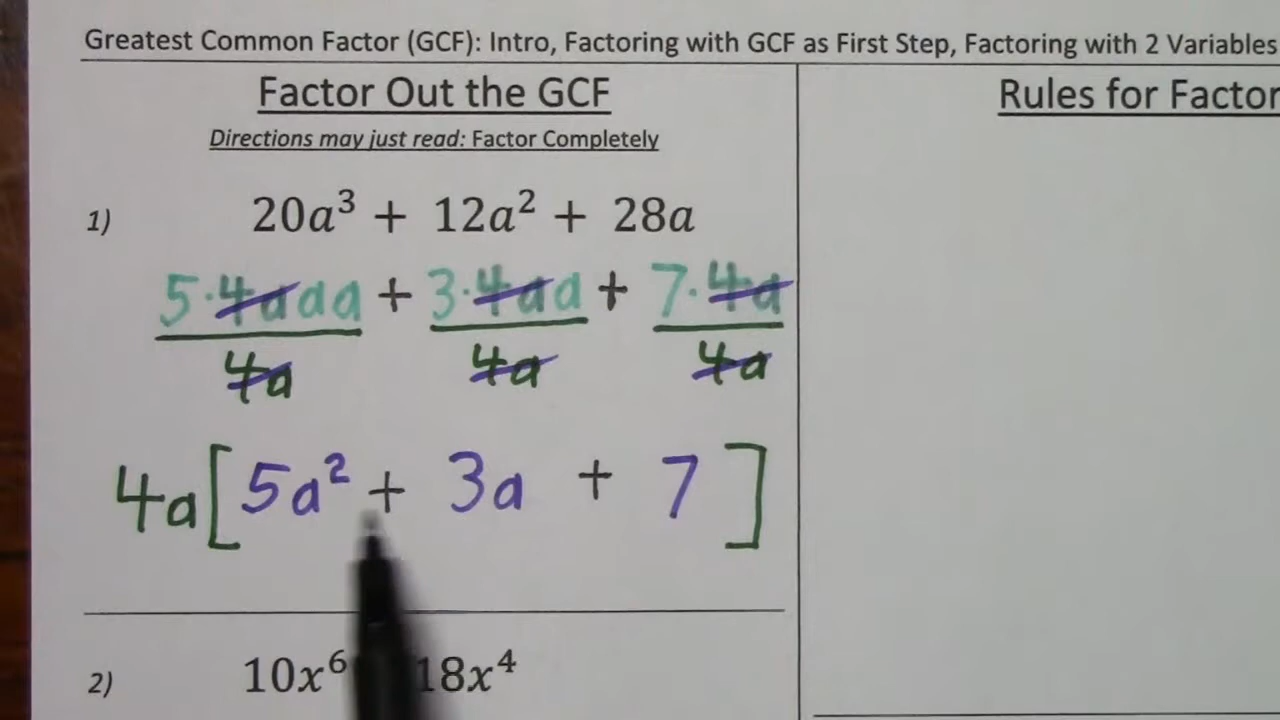 Greatest Common Factor (GCF): Intro, Factoring with GCF as First Step, Factoring with 2 Variables
Factor Out the GCF
Directions may just read: Factor Completely
1) 20a³ + 12a² + 28a
5·4aaa + 3·4aa + 7·4a
4a 4a 4a
4a[5a² + 3a + 7]
2) 10x⁶ 18x⁴
Rules for